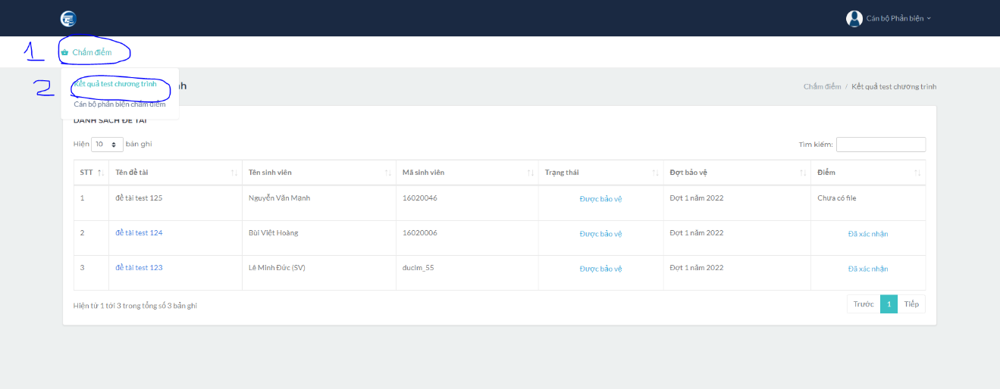 Cán bộ Phản biện
1 Chấm điểm
2 Kết quả test chương trình
nh
Chấm điểm / Kết quả test chương trình
Cán bộ phản biện chấm điểm
DANH SÁCH ĐỀ TÀI
Hiện 10 bản ghi
Tìm kiếm:
STT Tên đề tài Tên sinh viên Mã sinh viên Trạng thái Đợt bảo vệ Điểm
1 đề tài test 125 Nguyễn Văn Mạnh 16020046 Được bảo vệ Đợt 1 năm 2022 Chưa có file
2 đề tài test 124 Bùi Việt Hoàng 16020006 Được bảo vệ Đợt 1 năm 2022 Đã xác nhận
3 đề tài test 123 Lê Minh Đức (SV) duclm_55 Được bảo vệ Đợt 1 năm 2022 Đã xác nhận
Hiện từ 1 tới 3 trong tổng số 3 bản ghi
Trước 1 Tiếp